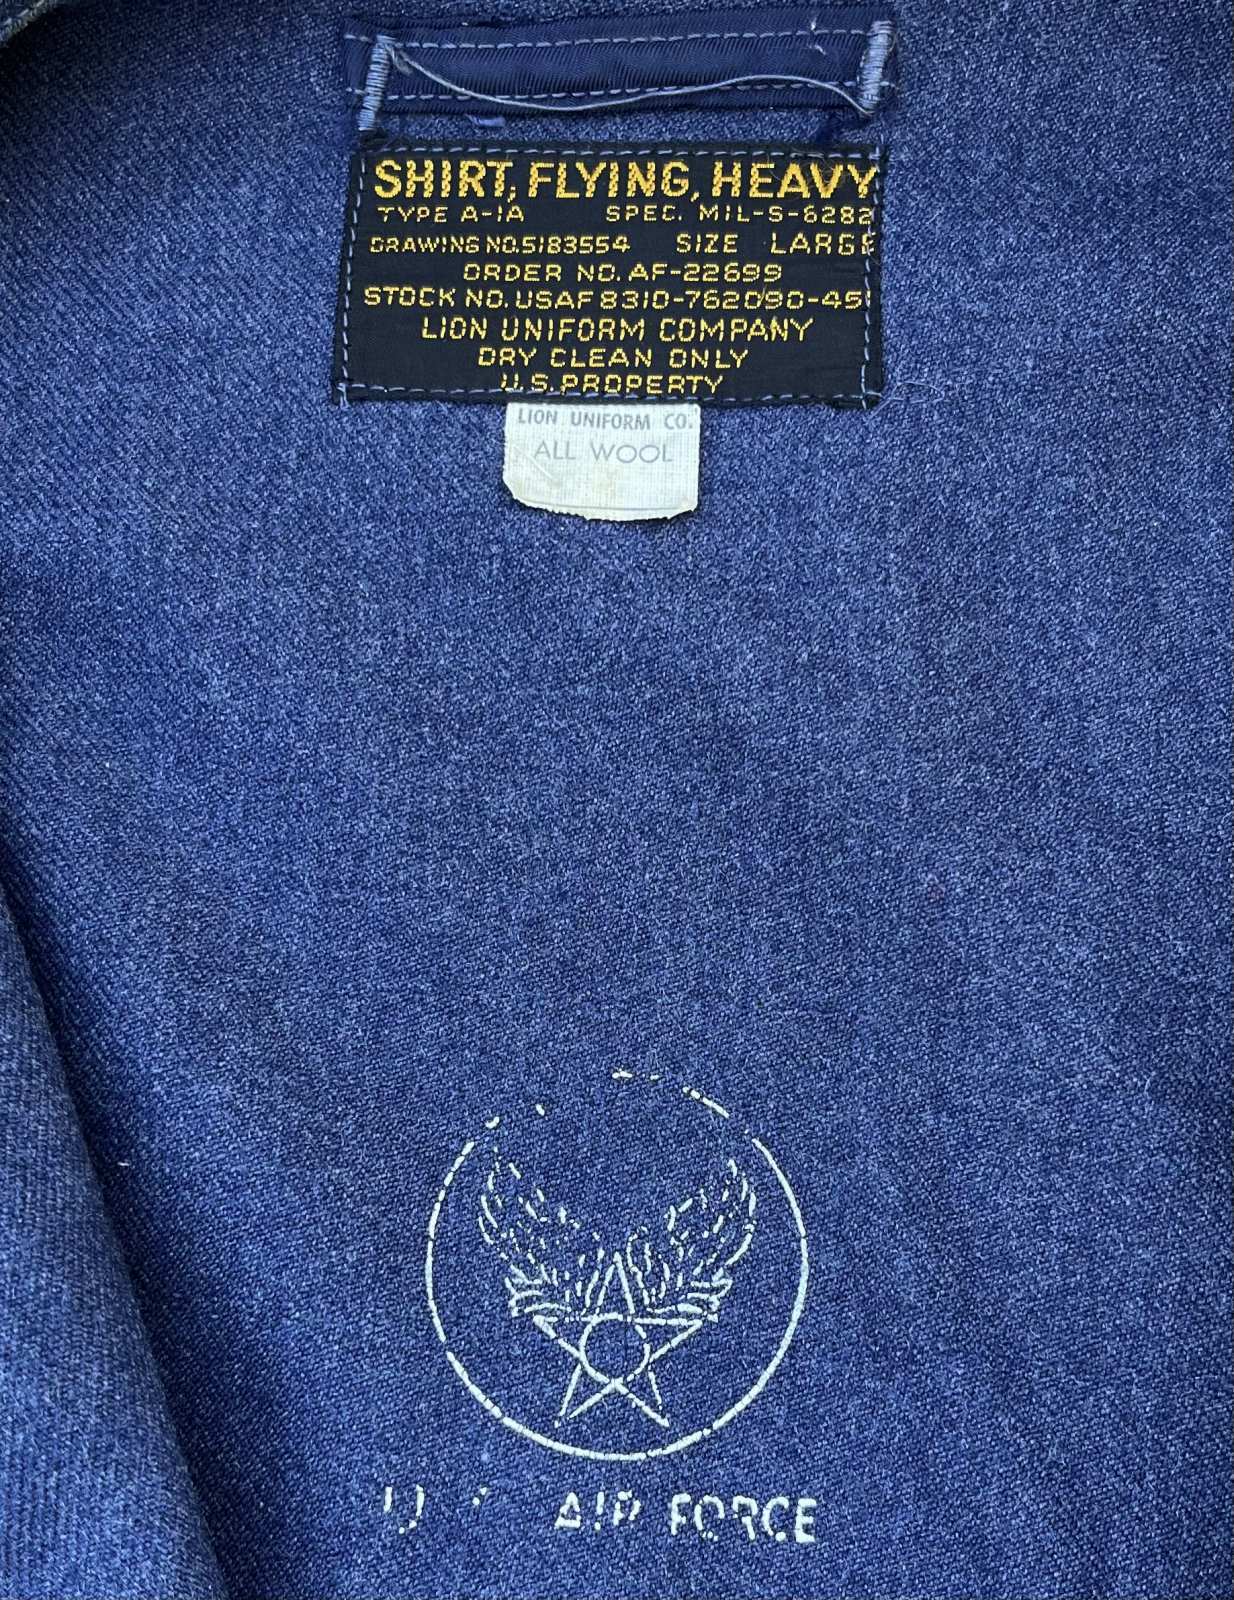 SHIRT, FLYING, HEAVY
TYPE A-1A SPEC. MIL-S-6282
DRAWING NO. 5183554 SIZE LARGE
ORDER NO. AF-22699
STOCK NO. USAF 8310-762090-45
LION UNIFORM COMPANY
DRY CLEAN ONLY
U.S. PROPERTY
LION UNIFORM CO.
ALL WOOL
U. AIR FORCE